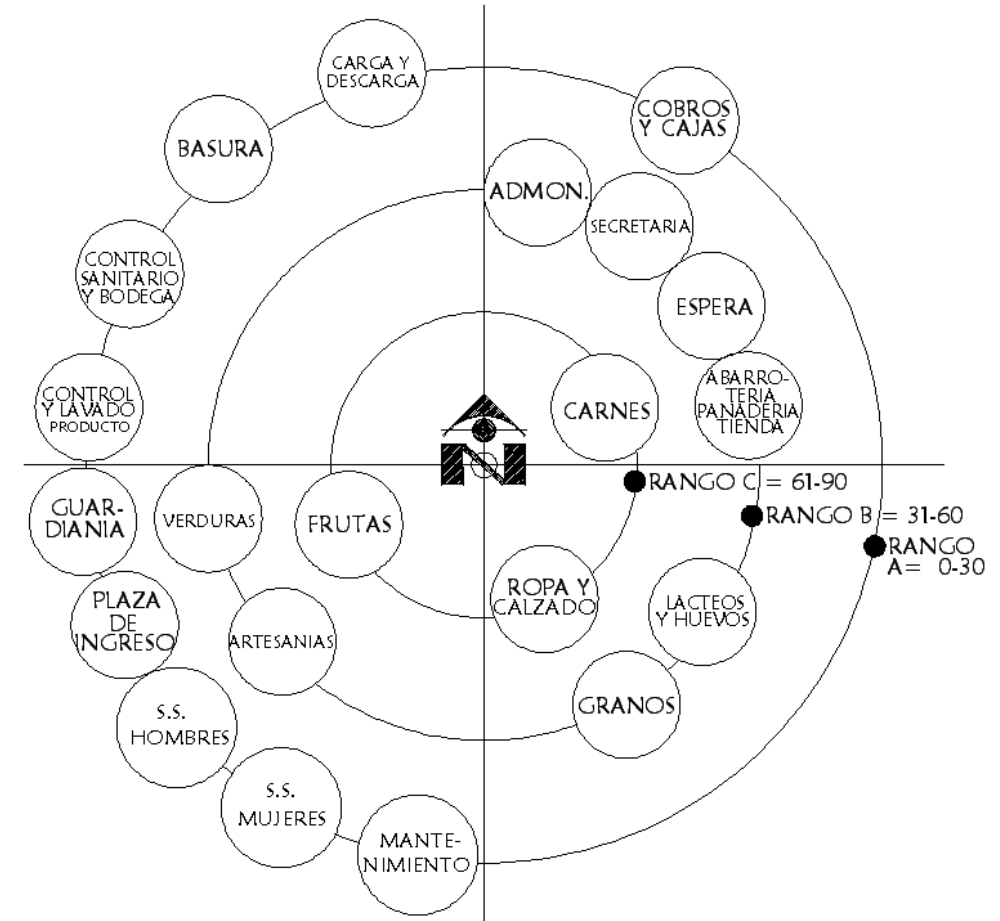 CARGA Y
DESCARGA
COBROS
Y CAJAS
BASURA
ADMON.
SECRETARIA
CONTROL
SANITARIO
Y BODEGA
ESPERA
ABARRO-
TERIA
PANADERIA
TIENDA
CONTROL
Y LAVADO
PRODUCTO
CARNES
N
RANGO C = 61-90
GUAR-
DIANIA
VERDURAS
FRUTAS
RANGO B = 31-60
RANGO
A= 0-30
ROPA Y
CALZADO
LACTEOS
Y HUEVOS
PLAZA
DE
INGRESO
ARTESANIAS
GRANOS
S.S.
HOMBRES
S.S.
MUJERES
MANTE-
NIMIENTO